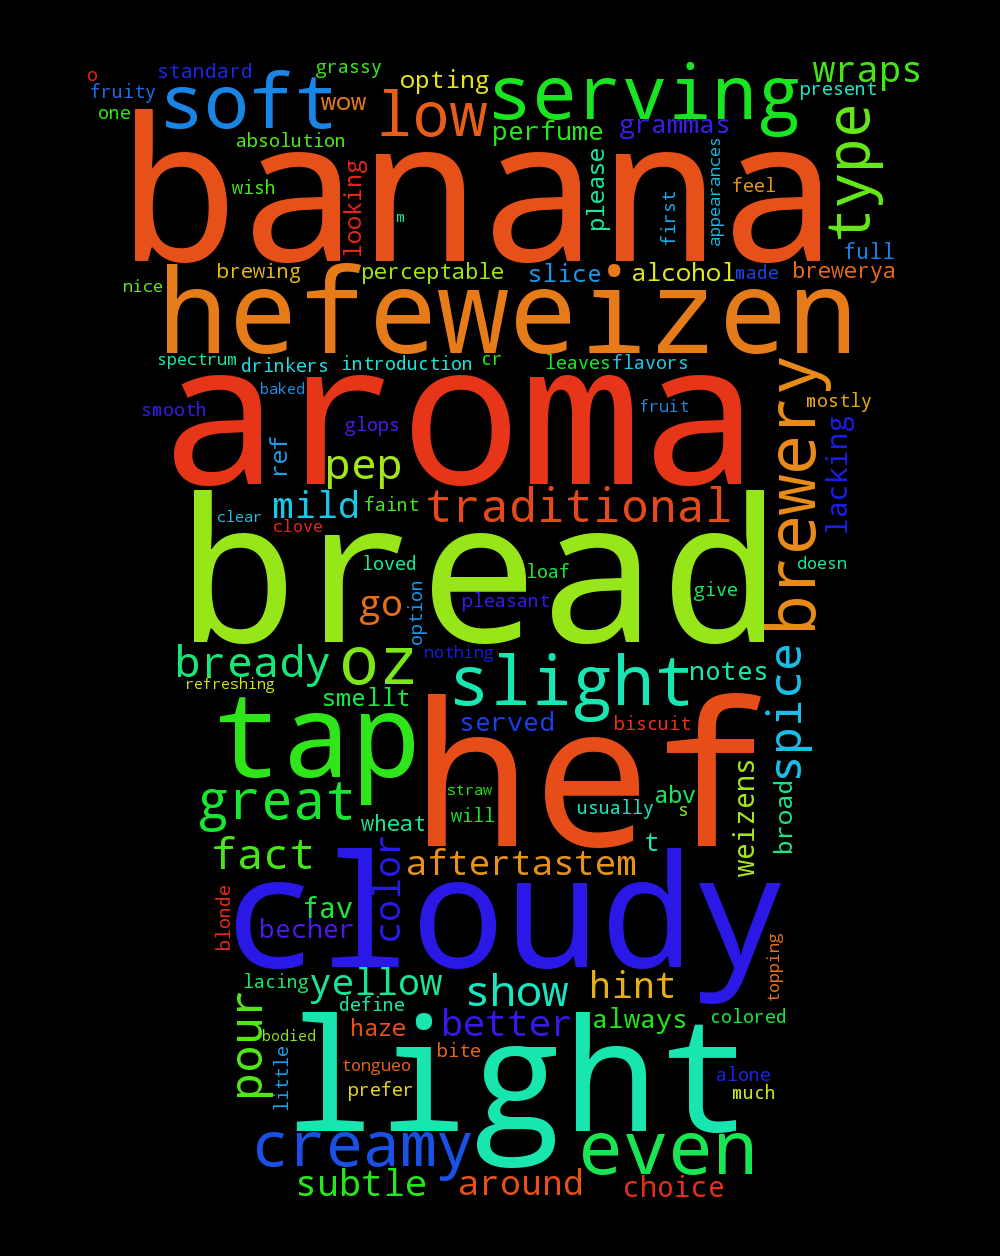 o
standard
grassy
opting
serving
wraps
fruity
soft
wow
low
present
one
absolution
perfume
grammas
type
banana
wish
looking
m
please
first
appearances
feel
full
nice
brewing
perceptable
slice
alcohol
made
brewerya
hefeweizen
spectrum
drinkers
introduction
cr
leaves
flavors
baked
aroma
smooth
glops
fruit
mostly
brewery
ref
pep
lacking
clear
mild
clove
faint
traditional
bread
loved
loaf
doesn
go
option
pleasant
give
bready
oz
nothing
slight
notes
spice
refreshing
smellt
tap
served
biscuit
hef
great
straw
will
wheat
usually
abv
s
t
weizens
broad
fact
color
aftertastem
cloudy
blonde
fav
becher
topping
lacing
yellow
show
hint
define
pour
haze
better
always
colored
bodied
little
bite
light
tongueo
prefer
alone
much
creamy
even
subtle
around
choice